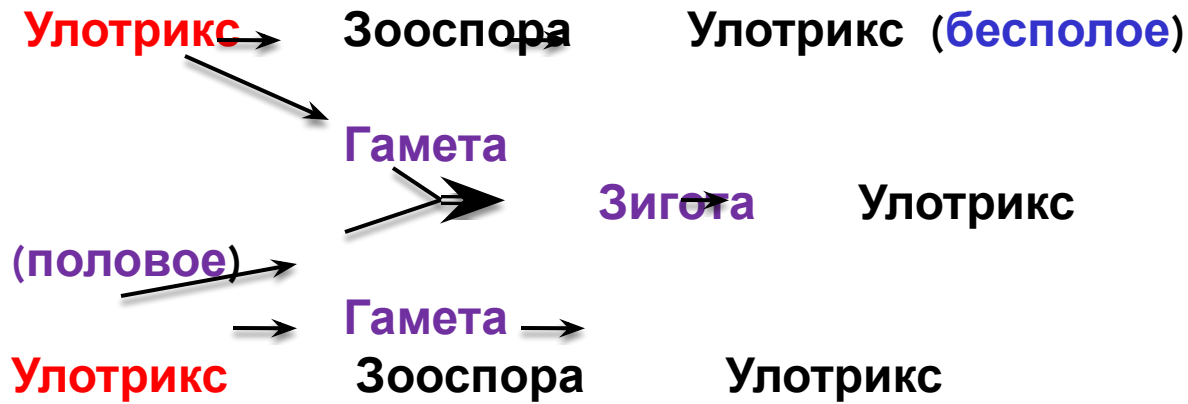 Улотрикс Зооспора Улотрикс (бесполое)
Гамета
Зигота Улотрикс
(половое)
Гамета
Улотрикс Зооспора Улотрикс